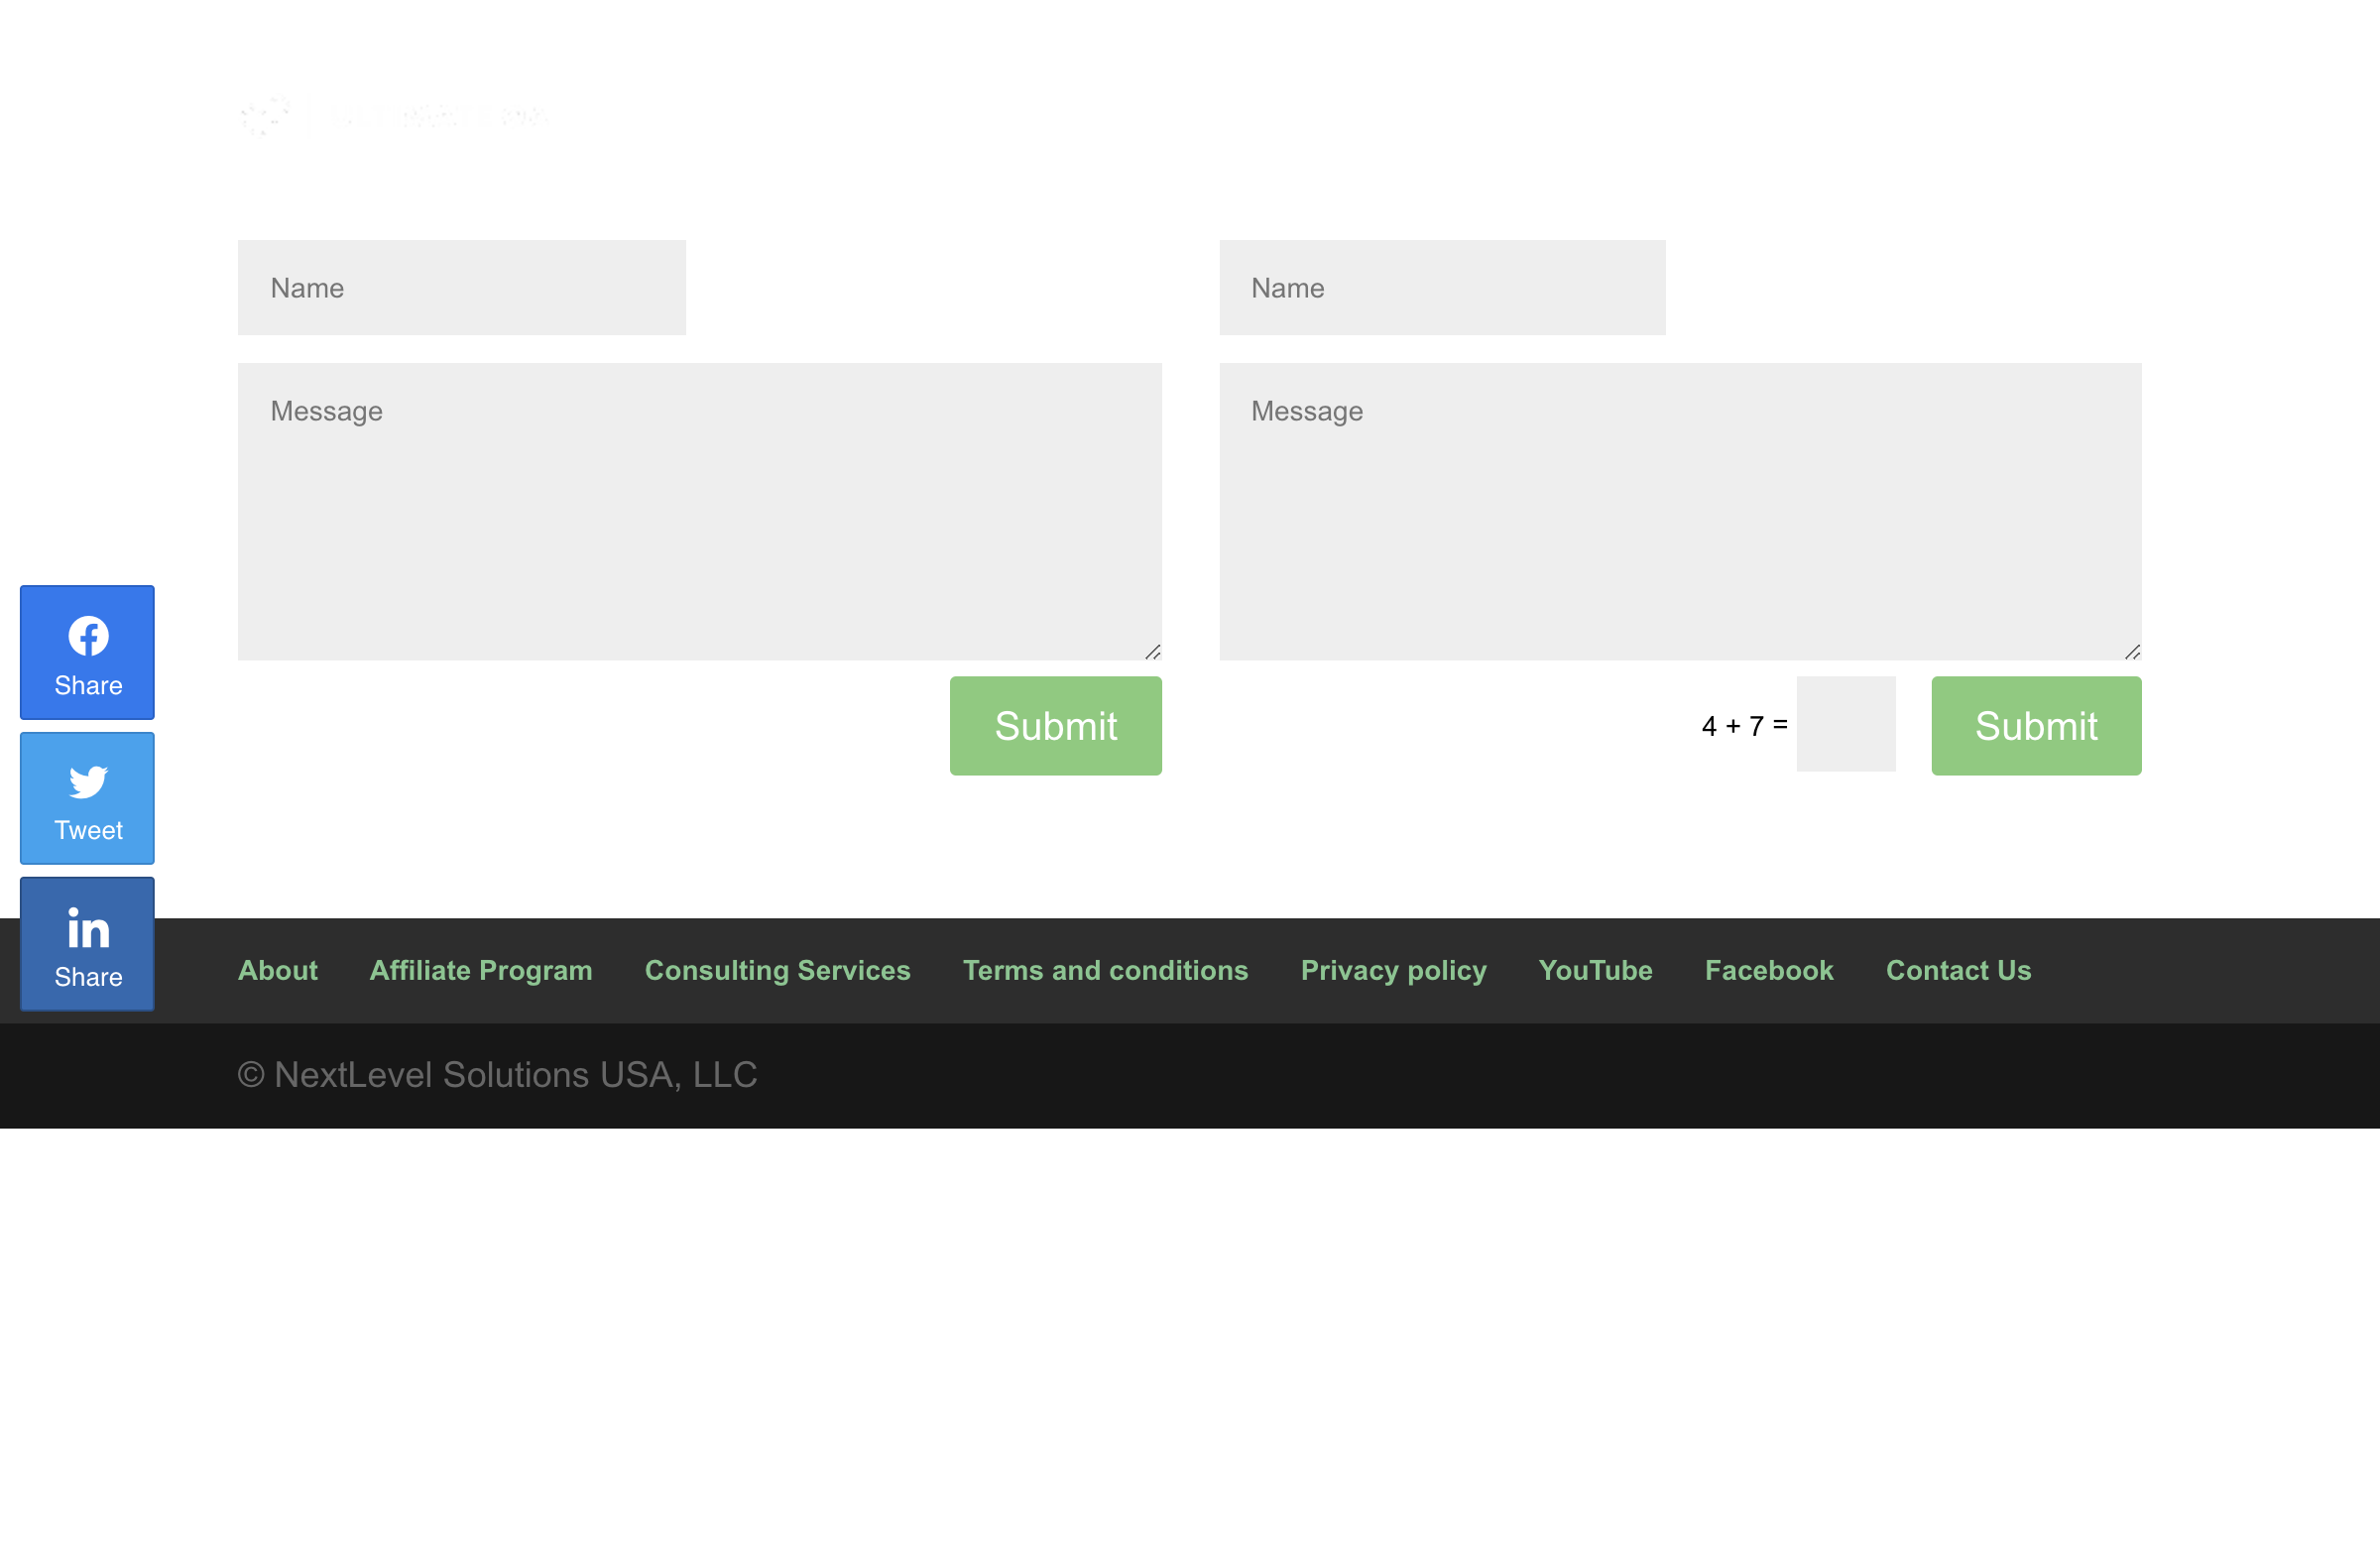 Name
Message
Submit
Name
Message
4 + 7 =
Submit
Share
Tweet
Share
About Affiliate Program Consulting Services Terms and conditions Privacy policy YouTube Facebook Contact Us
© NextLevel Solutions USA, LLC